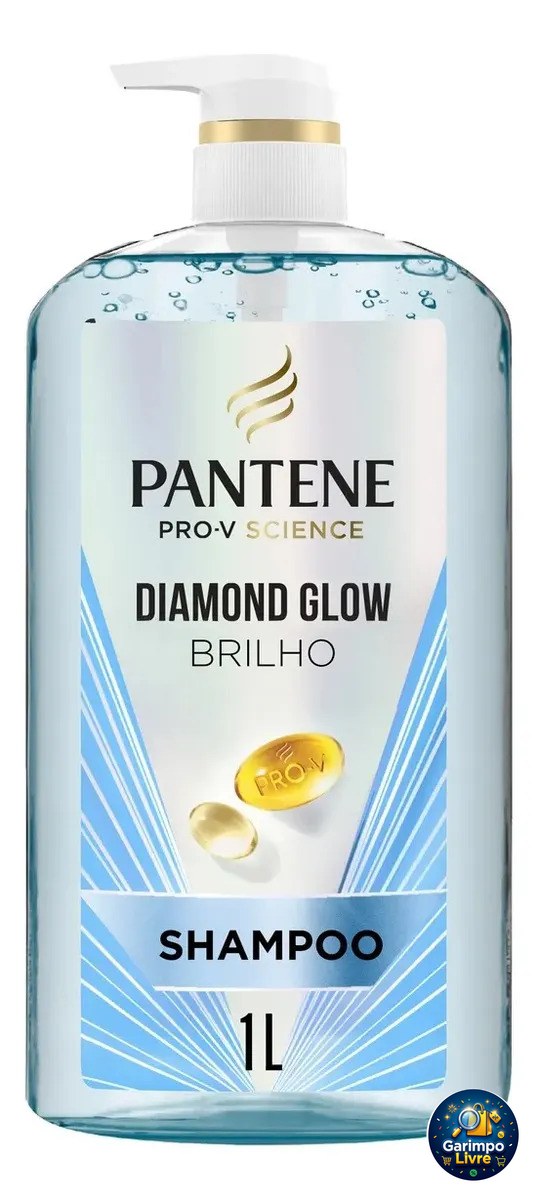 PANTENE
PRO-V SCIENCE
DIAMOND GLOW
BRILHO
PRO-V
SHAMPOO
1L
Garimpo
Livre